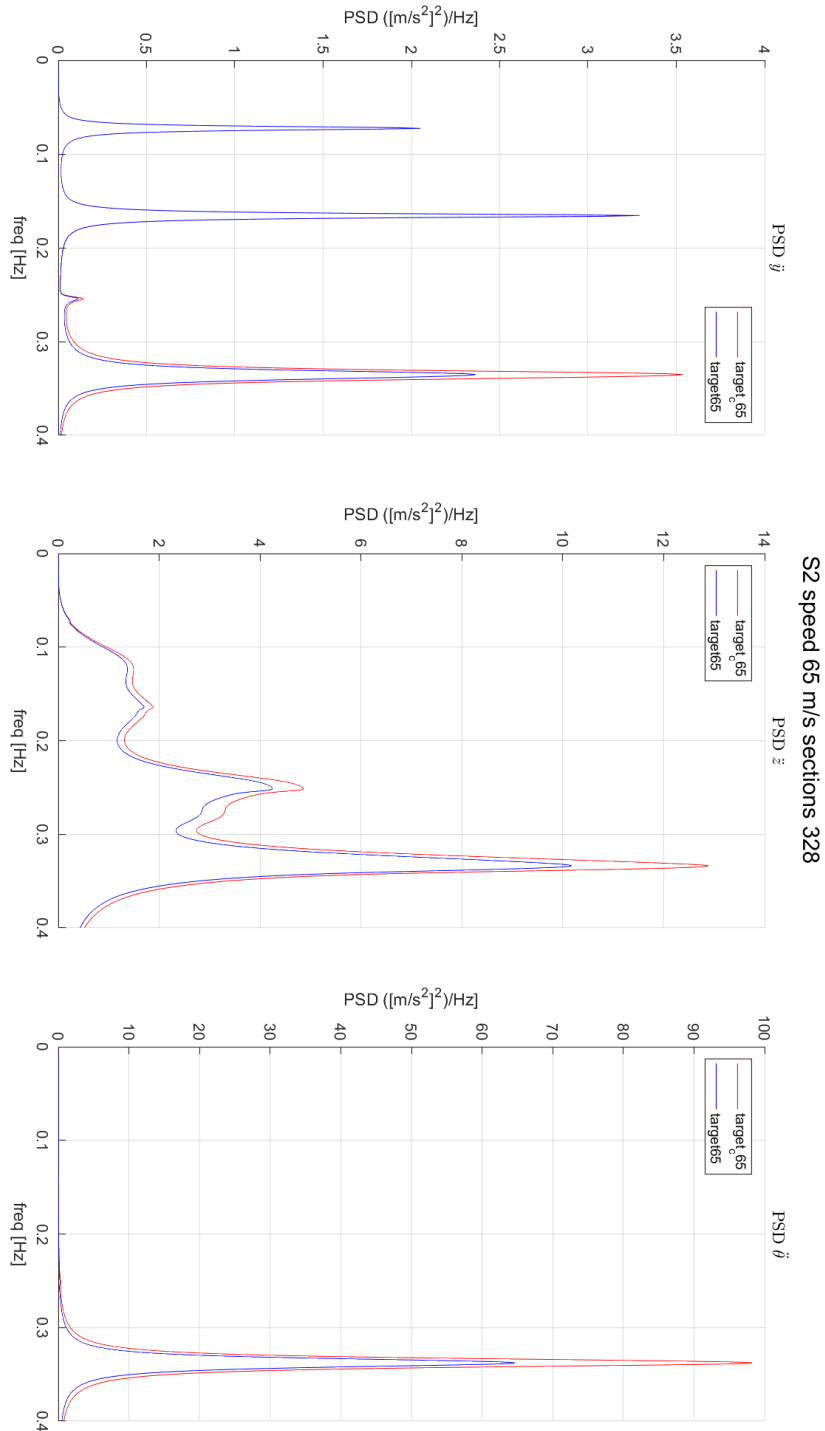 S2 speed 65 m/s sections 328
PSD ÿ
PSD ([m/s²]²)/Hz
4
3.5
3
2.5
2
1.5
1
0.5
0
0 0.1 0.2 0.3 0.4
freq [Hz]
target_c65
target65
PSD z̈
PSD ([m/s²]²)/Hz
14
12
10
8
6
4
2
0
0 0.1 0.2 0.3 0.4
freq [Hz]
target_c65
target65
PSD θ̈
PSD ([m/s²]²)/Hz
100
90
80
70
60
50
40
30
20
10
0
0 0.1 0.2 0.3 0.4
freq [Hz]
target_c65
target65